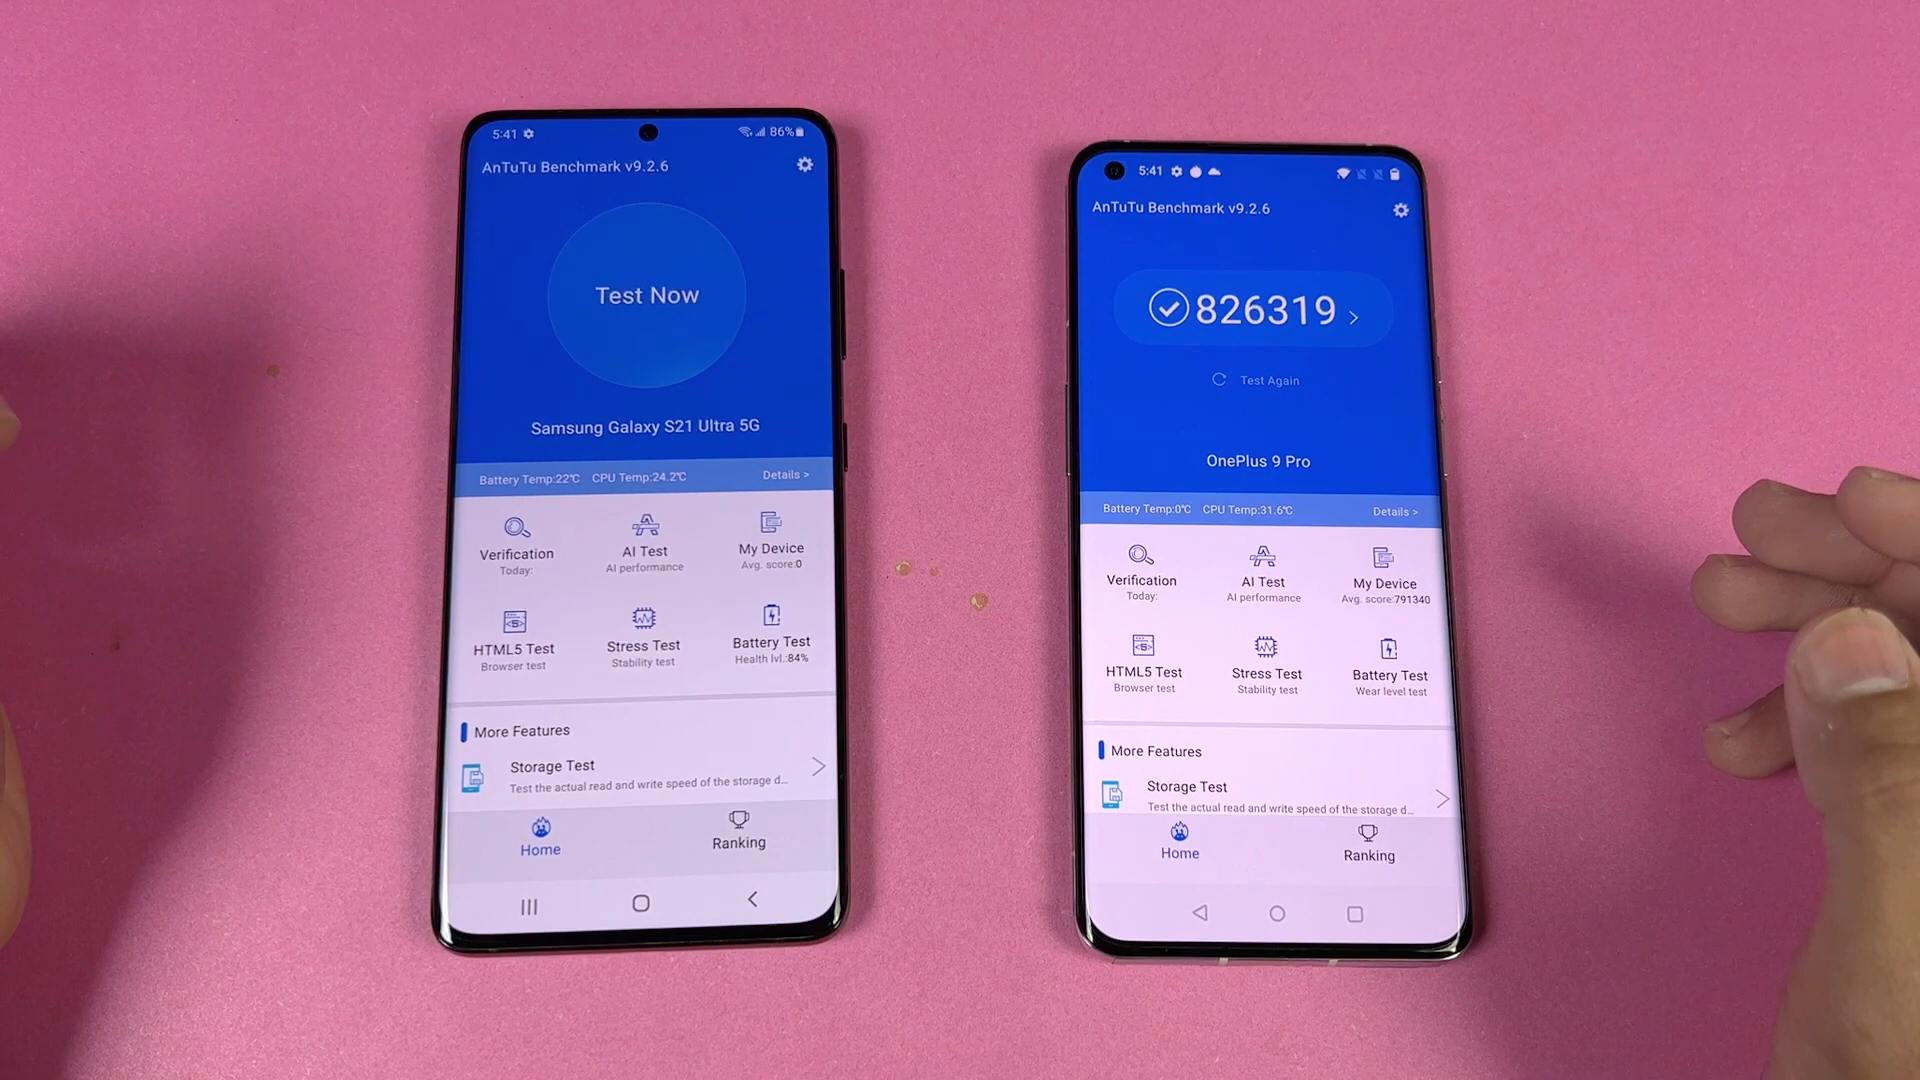 5:41
86%
AnTuTu Benchmark v9.2.6
Test Now
Samsung Galaxy S21 Ultra 5G
Battery Temp:22℃ CPU Temp:24.2℃ Details >
Verification
Today:
AI Test
AI performance
My Device
Avg. score:0
HTML5 Test
Browser test
Stress Test
Stability test
Battery Test
Health lvl.:84%
More Features
Storage Test
Test the actual read and write speed of the storage d...
Home
Ranking
5:41
AnTuTu Benchmark v9.2.6
826319 >
Test Again
OnePlus 9 Pro
Battery Temp:0℃ CPU Temp:31.6℃ Details >
Verification
Today:
AI Test
AI performance
My Device
Avg. score:791340
HTML5 Test
Browser test
Stress Test
Stability test
Battery Test
Wear level test
More Features
Storage Test
Test the actual read and write speed of the storage d...
Home
Ranking